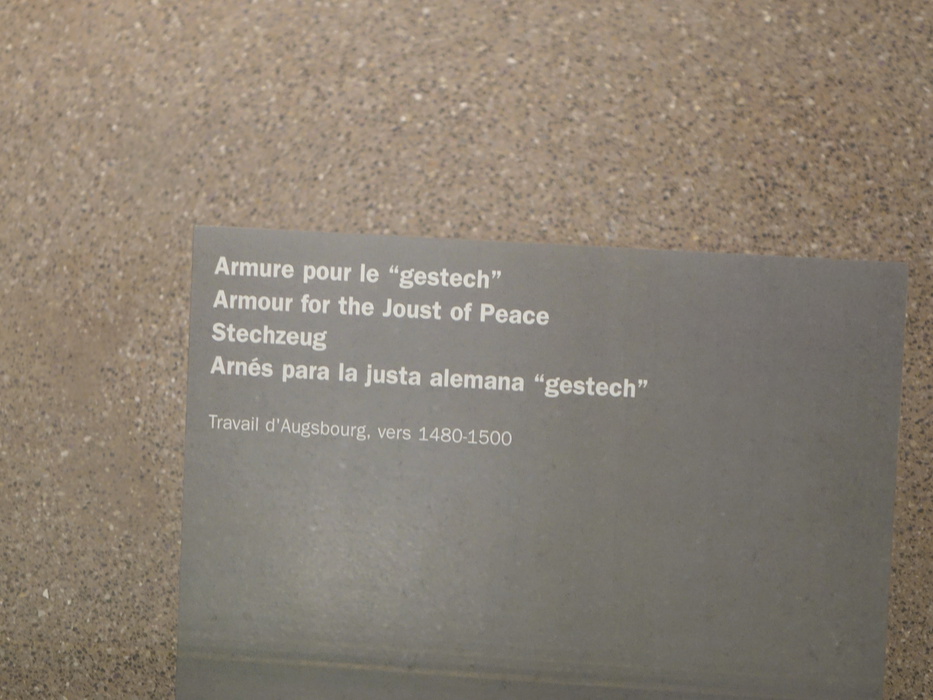 Armure pour le “gestech”
Armour for the Joust of Peace
Stechzeug
Arnés para la justa alemana “gestech”
Travail d'Augsbourg, vers 1480-1500